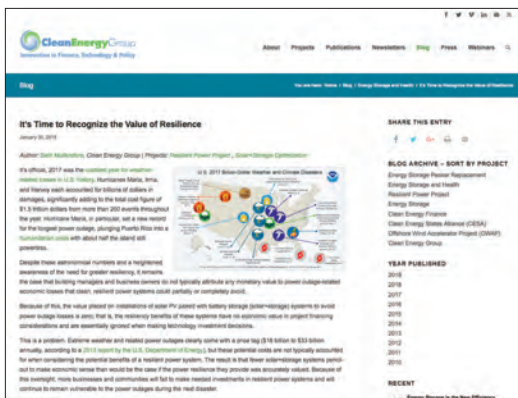 CleanEnergyGroup
Innovation in Finance, Technology & Policy
About Projects Publications Newsletters Blog Press Webinars
Blog
You are here: Home / Blog / Energy Storage and Health / It's Time to Recognize the Value of Resilience
It's Time to Recognize the Value of Resilience
Author: Seth Mullendore, Clean Energy Group | Projects: Resilient Power Project, Solar+Storage Optimization
It's official, 2017 was the costliest year for weather-
related losses in U.S. history. Hurricanes Maria, Irma,
and Harvey each accounted for billions of dollars in
damages, significantly adding to the total cost figure of
the year. Hurricane Maria, in particular, set a new record
for the longest power outage, plunging Puerto Rico into a
humanitarian crisis with about half the island still
powerless.
U.S. 2017 Billion-Dollar Weather and Climate Disasters
Despite these astronomical numbers and a heightened
awareness of the need for greater resiliency, it remains
the case that building managers and business owners do not typically attribute any monetary value to power outage-related
economic losses that clean, resilient power systems could partially or completely avoid.
Because of this, the value placed on installations of solar PV paired with battery storage (solar+storage) systems to avoid
power outage losses is zero; that is, the resiliency benefits of these systems have no economic value in project financing
considerations and are essentially ignored when making technology investment decisions.
This is a problem. Extreme weather and related power outages clearly come with a price tag ($18 billion to $33 billion
annually, according to a 2013 report by the U.S. Department of Energy), but these potential costs are not typically accounted
for when considering the potential benefits of a resilient power system. The result is that fewer solar+storage systems pencil-
out to make economic sense than would be the case if the power resilience they provide was accurately valued. Because of
this oversight, more businesses and communities will fail to make needed investments in resilient power systems and will
continue to remain vulnerable to the power outages during the next disaster.
SHARE THIS ENTRY
BLOG ARCHIVE – SORT BY PROJECT
Energy Storage Peaker Replacement
Energy Storage and Health
Resilient Power Project
Energy Storage
Clean Energy Finance
Clean Energy States Alliance (CESA)
Offshore Wind Accelerator Project (OWAP)
Clean Energy Group
YEAR PUBLISHED
2019
2018
2017
2016
2015
2014
2013
2012
2011
2010
RECENT